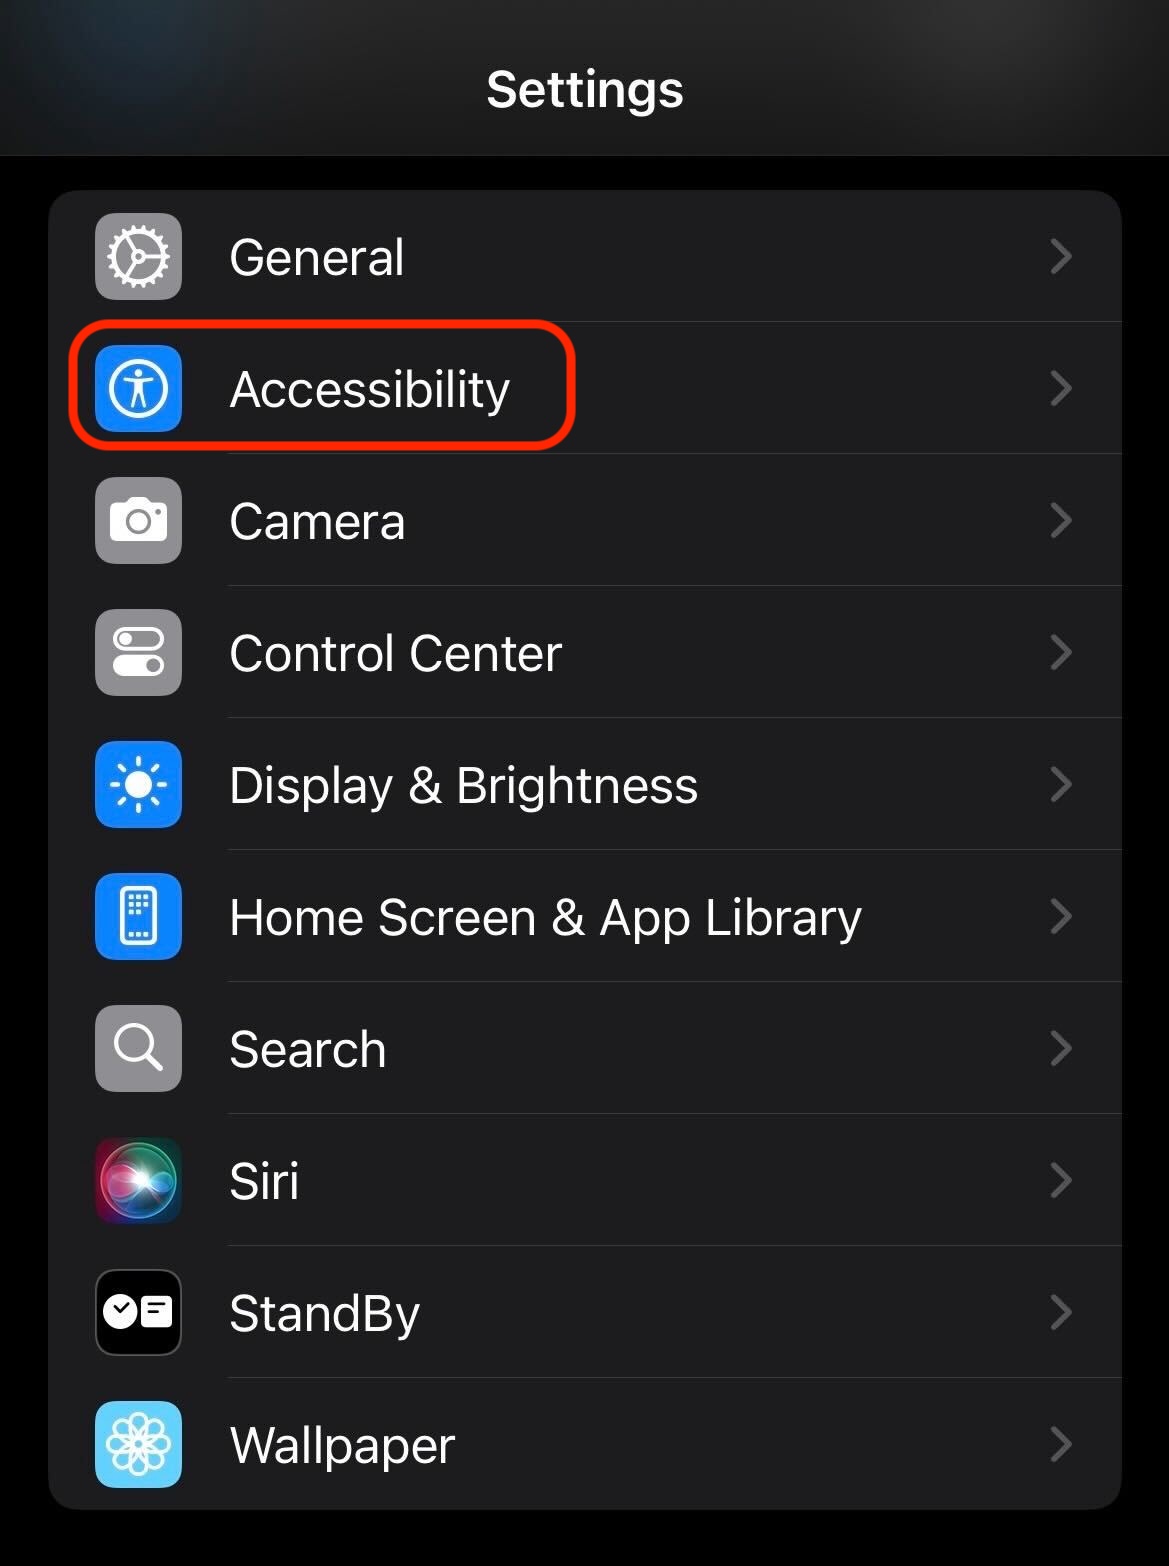 Settings
General
Accessibility
Camera
Control Center
Display & Brightness
Home Screen & App Library
Search
Siri
StandBy
Wallpaper